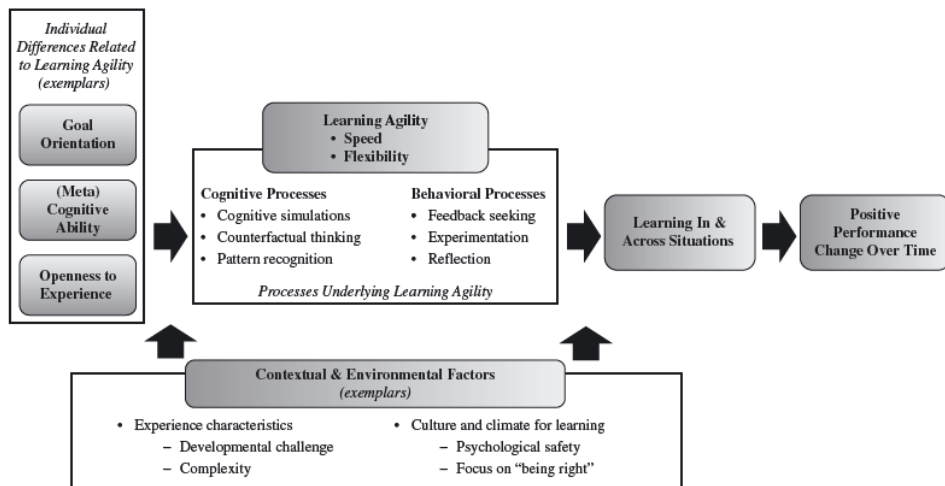 Individual
Differences Related
to Learning Agility
(exemplars)
Goal
Orientation
(Meta)
Cognitive
Ability
Openness to
Experience
Learning Agility
• Speed
• Flexibility
Cognitive Processes
• Cognitive simulations
• Counterfactual thinking
• Pattern recognition
Behavioral Processes
• Feedback seeking
• Experimentation
• Reflection
Processes Underlying Learning Agility
Learning In &
Across Situations
Positive
Performance
Change Over Time
Contextual & Environmental Factors
(exemplars)
• Experience characteristics
– Developmental challenge
– Complexity
• Culture and climate for learning
– Psychological safety
– Focus on “being right”